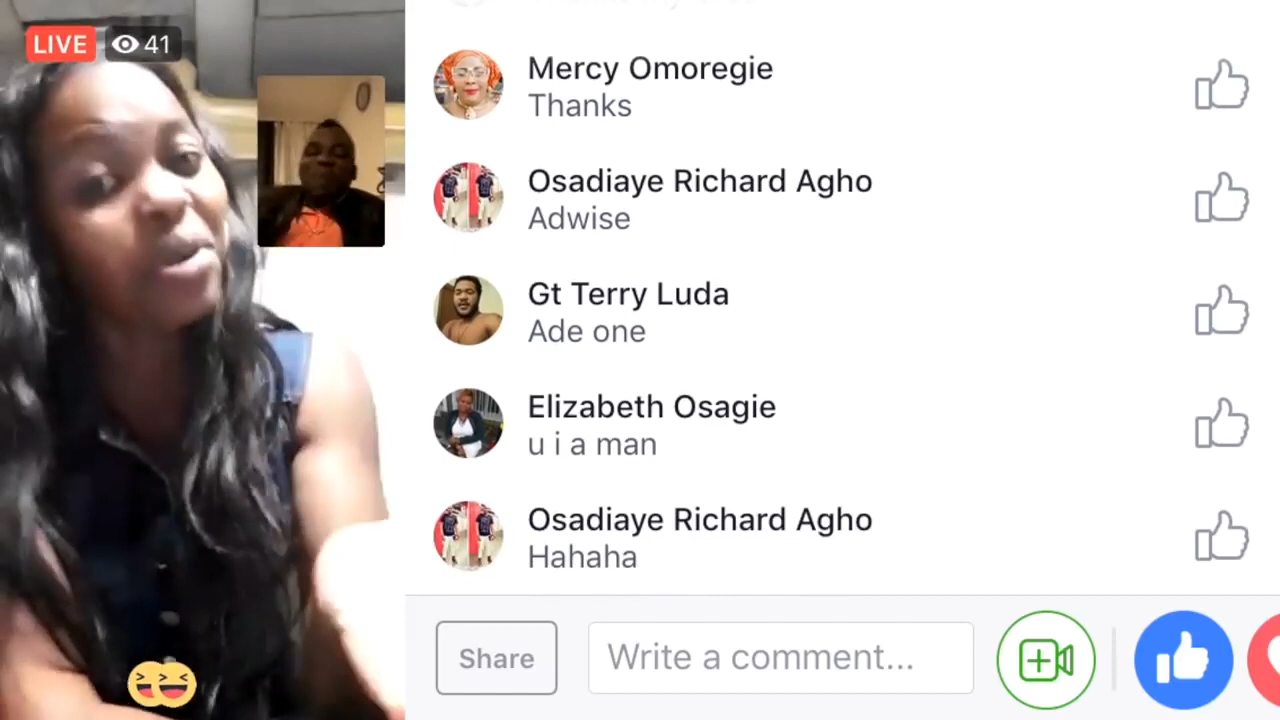 LIVE 41
Mercy Omoregie
Thanks
Osadiaye Richard Agho
Adwise
Gt Terry Luda
Ade one
Elizabeth Osagie
u i a man
Osadiaye Richard Agho
Hahaha
Share
Write a comment...